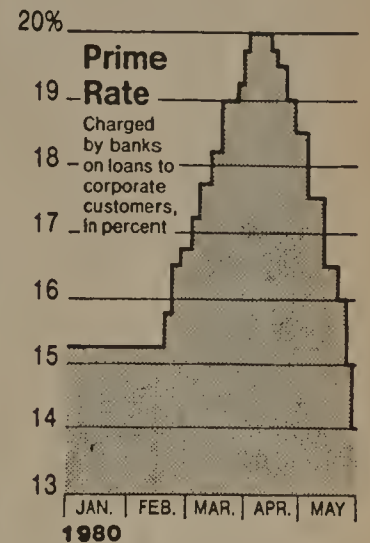 20%
Prime
Rate
Charged
by banks
on loans to
corporate
customers,
in percent
19
18
17
16
15
14
13
JAN. FEB. MAR. APR. MAY
1980